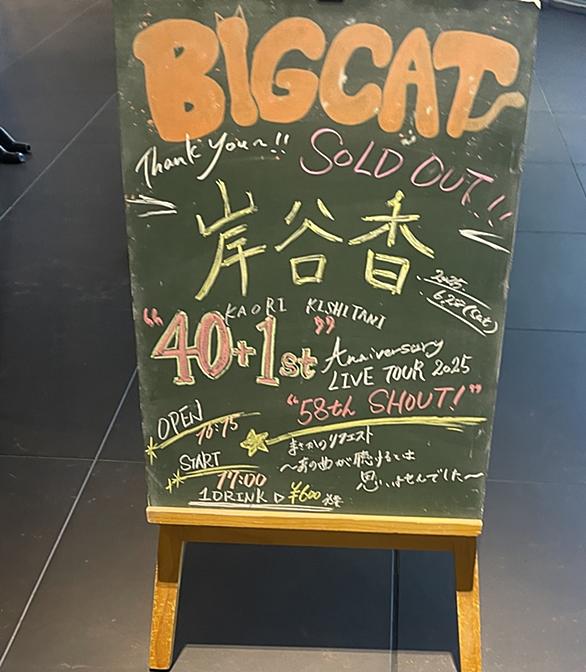 BIGCAT
Thank You~!! SOLD OUT!!
岸谷香
2025
6.28 (Sat)
KAORI KISHITANI
"40+1st" Anniversary
LIVE TOUR 2025
"58th SHOUT!"
OPEN
16:15
まさかのリクエスト
START
～あの曲が聴けるとは
17:00
思いませんでした～
1DRINK ▷ ¥600